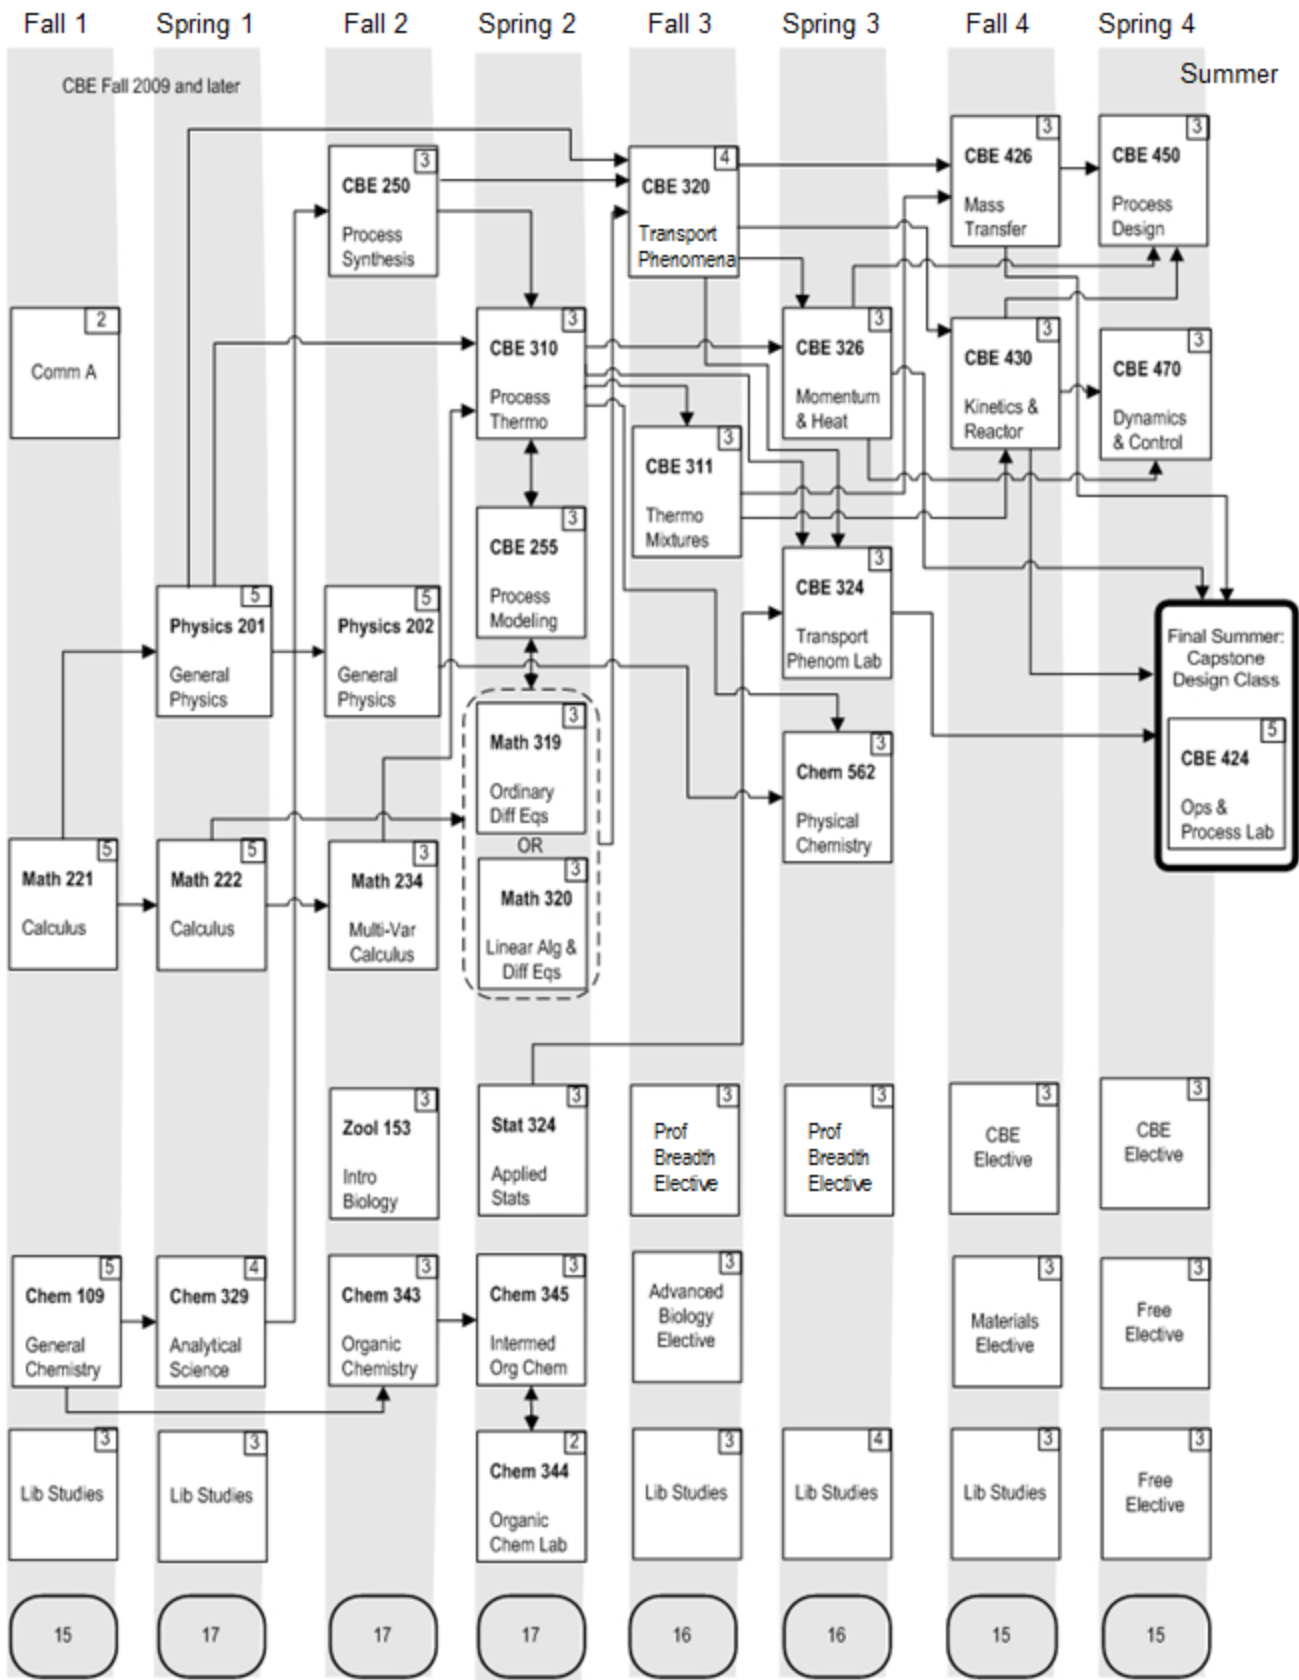 Fall 1
Spring 1
Fall 2
Spring 2
Fall 3
Spring 3
Fall 4
Spring 4
Summer
CBE Fall 2009 and later
2
Comm A
5
Math 221
Calculus
5
Chem 109
General
Chemistry
3
Lib Studies
15
5
Physics 201
General
Physics
5
Math 222
Calculus
4
Chem 329
Analytical
Science
3
Lib Studies
17
3
CBE 250
Process
Synthesis
5
Physics 202
General
Physics
3
Math 234
Multi-Var
Calculus
3
Zool 153
Intro
Biology
3
Chem 343
Organic
Chemistry
17
3
CBE 310
Process
Thermo
3
CBE 255
Process
Modeling
3
Math 319
Ordinary
Diff Eqs
OR
3
Math 320
Linear Alg &
Diff Eqs
3
Stat 324
Applied
Stats
3
Chem 345
Intermed
Org Chem
2
Chem 344
Organic
Chem Lab
17
4
CBE 320
Transport
Phenomena
3
CBE 311
Thermo
Mixtures
3
Prof
Breadth
Elective
3
Advanced
Biology
Elective
3
Lib Studies
16
3
CBE 326
Momentum
& Heat
3
CBE 324
Transport
Phenom Lab
3
Chem 562
Physical
Chemistry
3
Prof
Breadth
Elective
4
Lib Studies
16
3
CBE 426
Mass
Transfer
3
CBE 430
Kinetics &
Reactor
3
CBE
Elective
3
Materials
Elective
3
Lib Studies
15
3
CBE 450
Process
Design
3
CBE 470
Dynamics
& Control
3
CBE
Elective
3
Free
Elective
3
Free
Elective
15
Final Summer:
Capstone
Design Class
5
CBE 424
Ops &
Process Lab